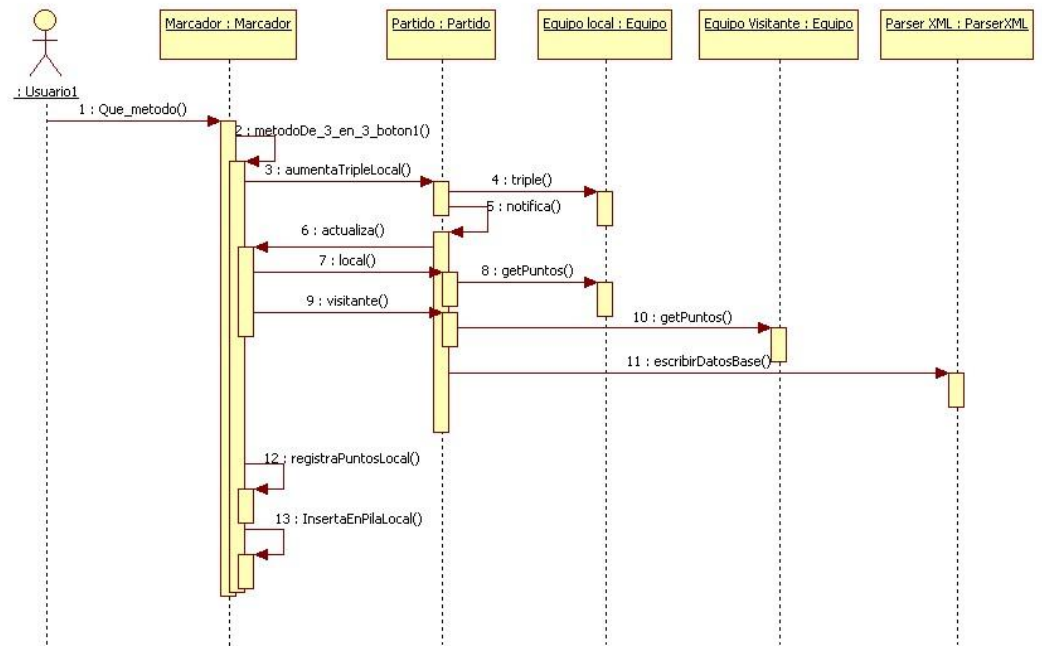 Marcador : Marcador
Partido : Partido
Equipo local : Equipo
Equipo Visitante : Equipo
Parser XML : ParserXML
: Usuario1
1 : Que_metodo()
2 : metodoDe_3_en_3_boton1()
3 : aumentaTripleLocal()
4 : triple()
5 : notifica()
6 : actualiza()
7 : local()
8 : getPuntos()
9 : visitante()
10 : getPuntos()
11 : escribirDatosBase()
12 : registraPuntosLocal()
13 : InsertaEnPilaLocal()